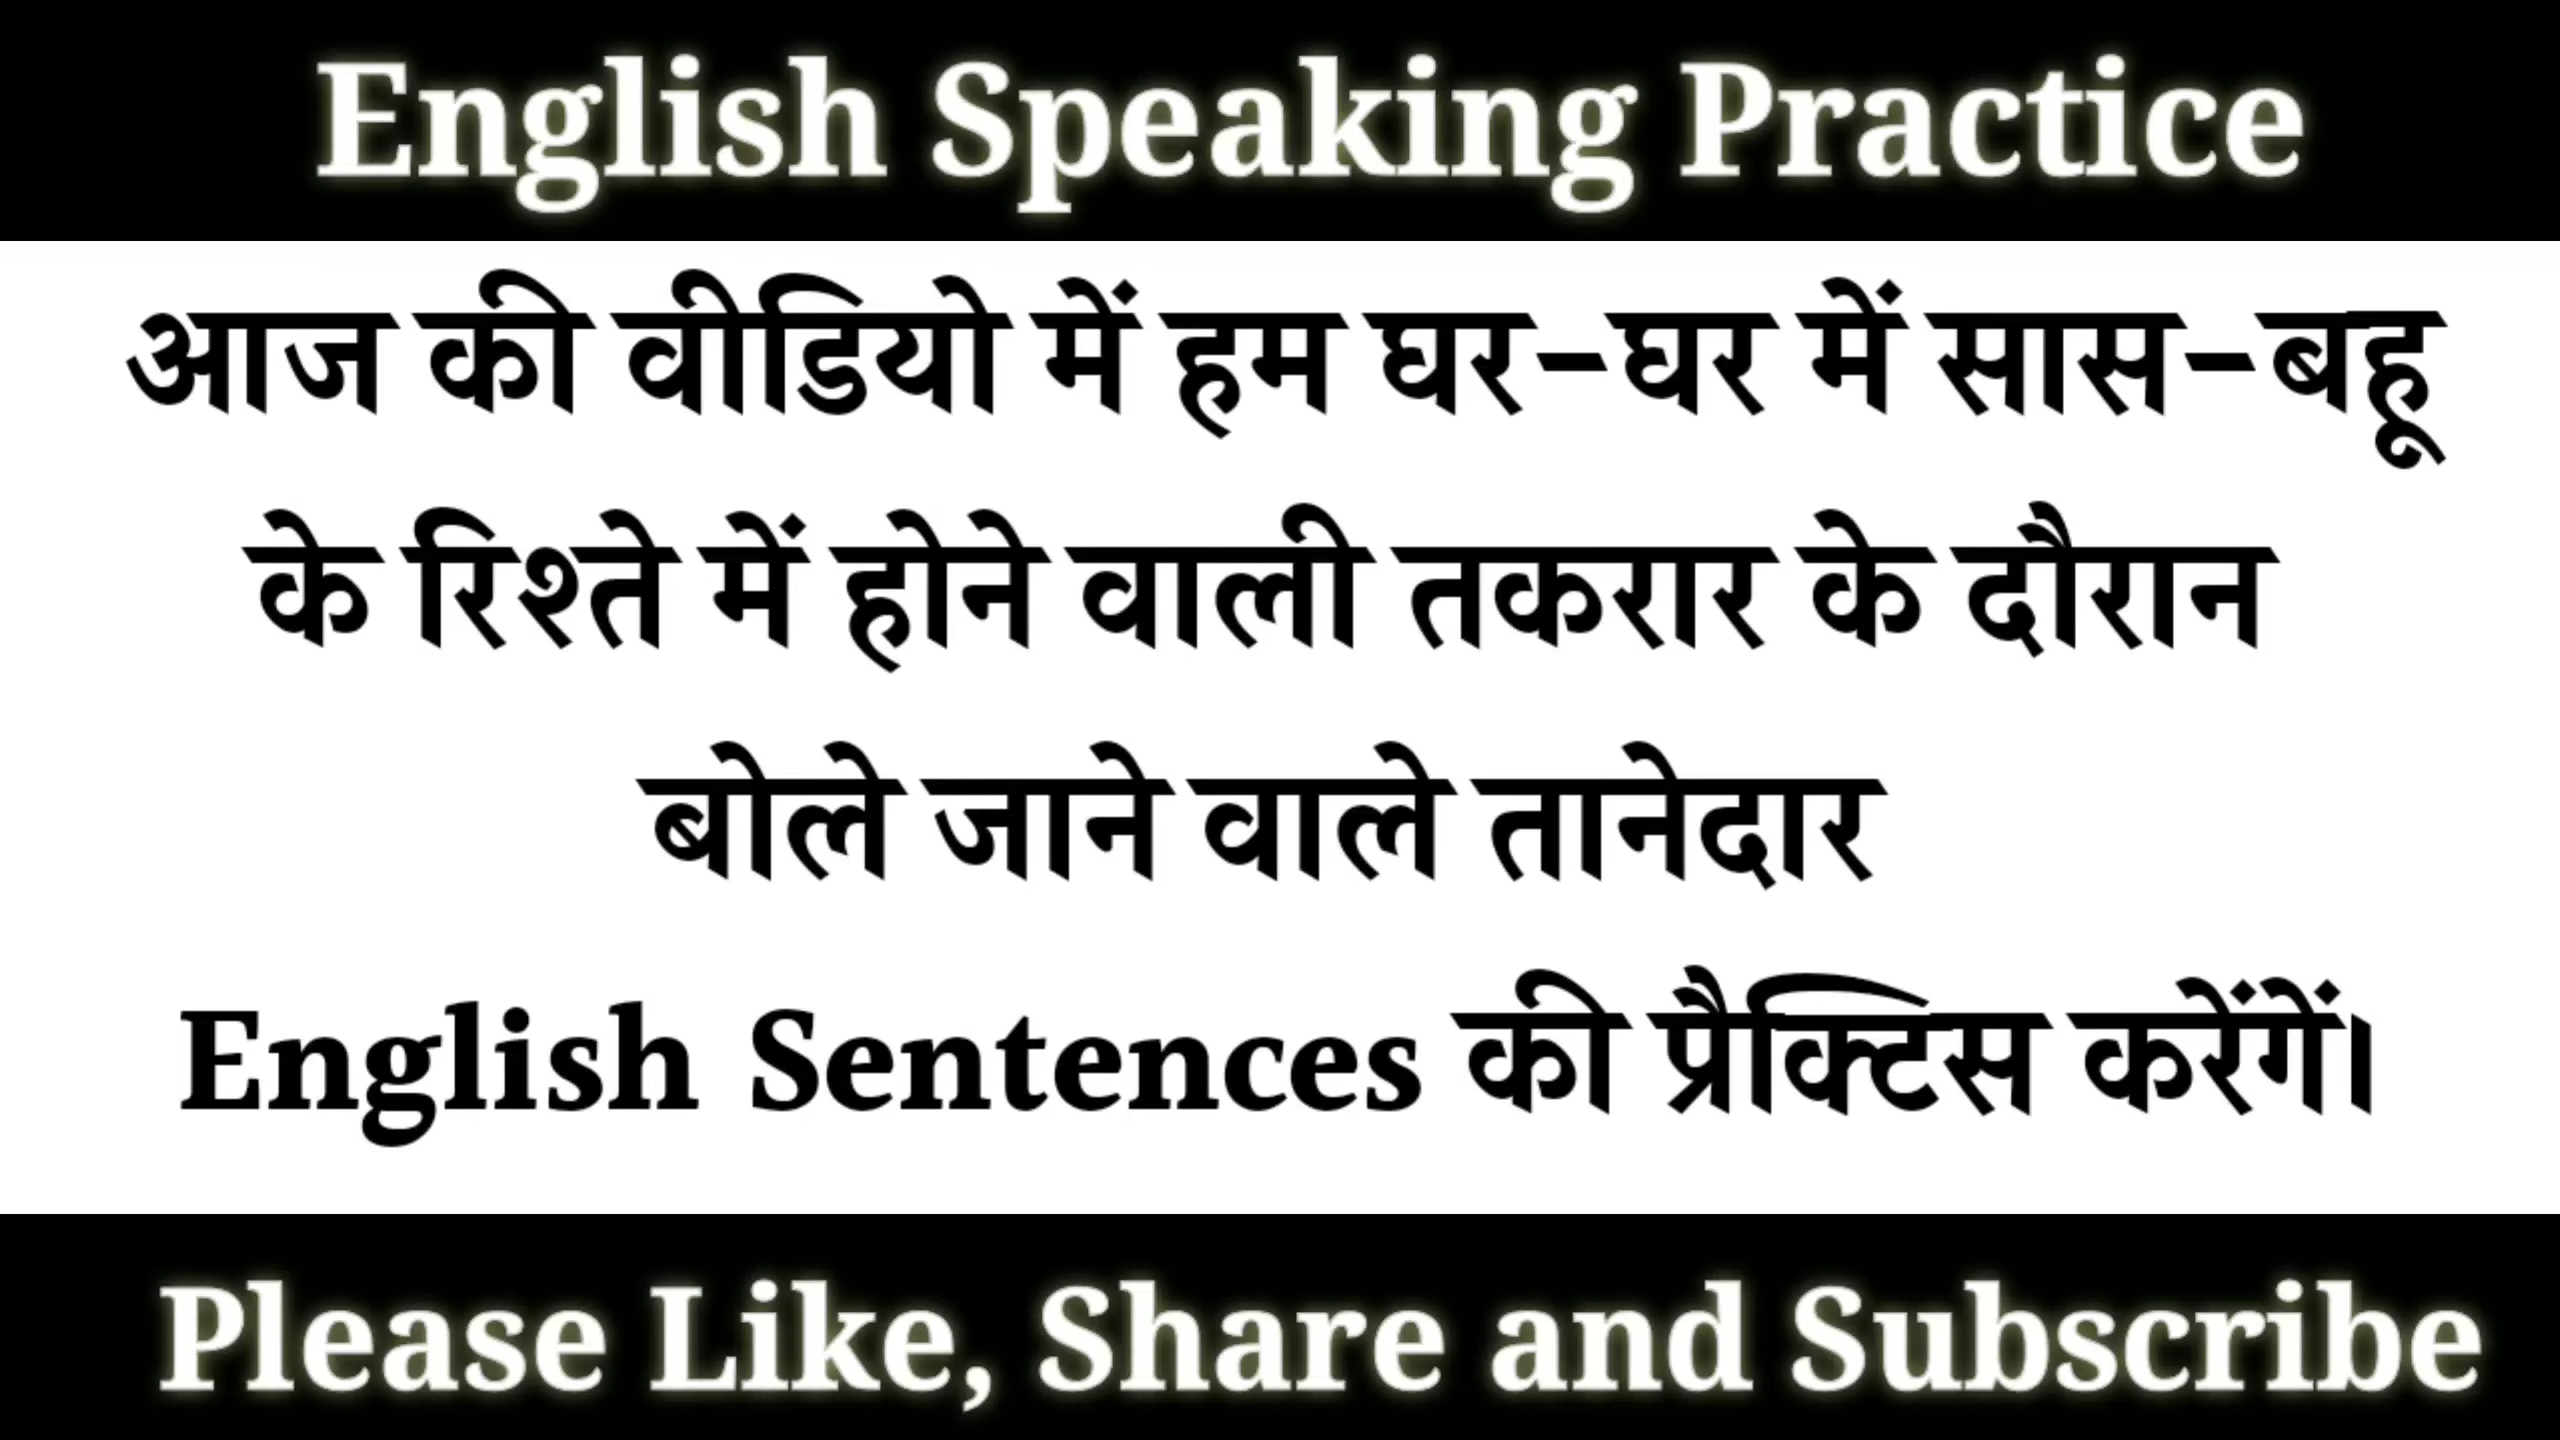 English Speaking Practice
आज की वीडियो में हम घर-घर में सास-बहू
के रिश्ते में होने वाली तकरार के दौरान
बोले जाने वाले तानेदार
English Sentences की प्रैक्टिस करेंगें।
Please Like, Share and Subscribe